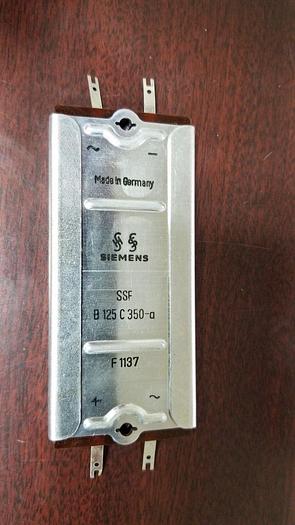 ~ –
Made in Germany
SIEMENS
SSF
B 125 C 350-a
F 1137
+ ~